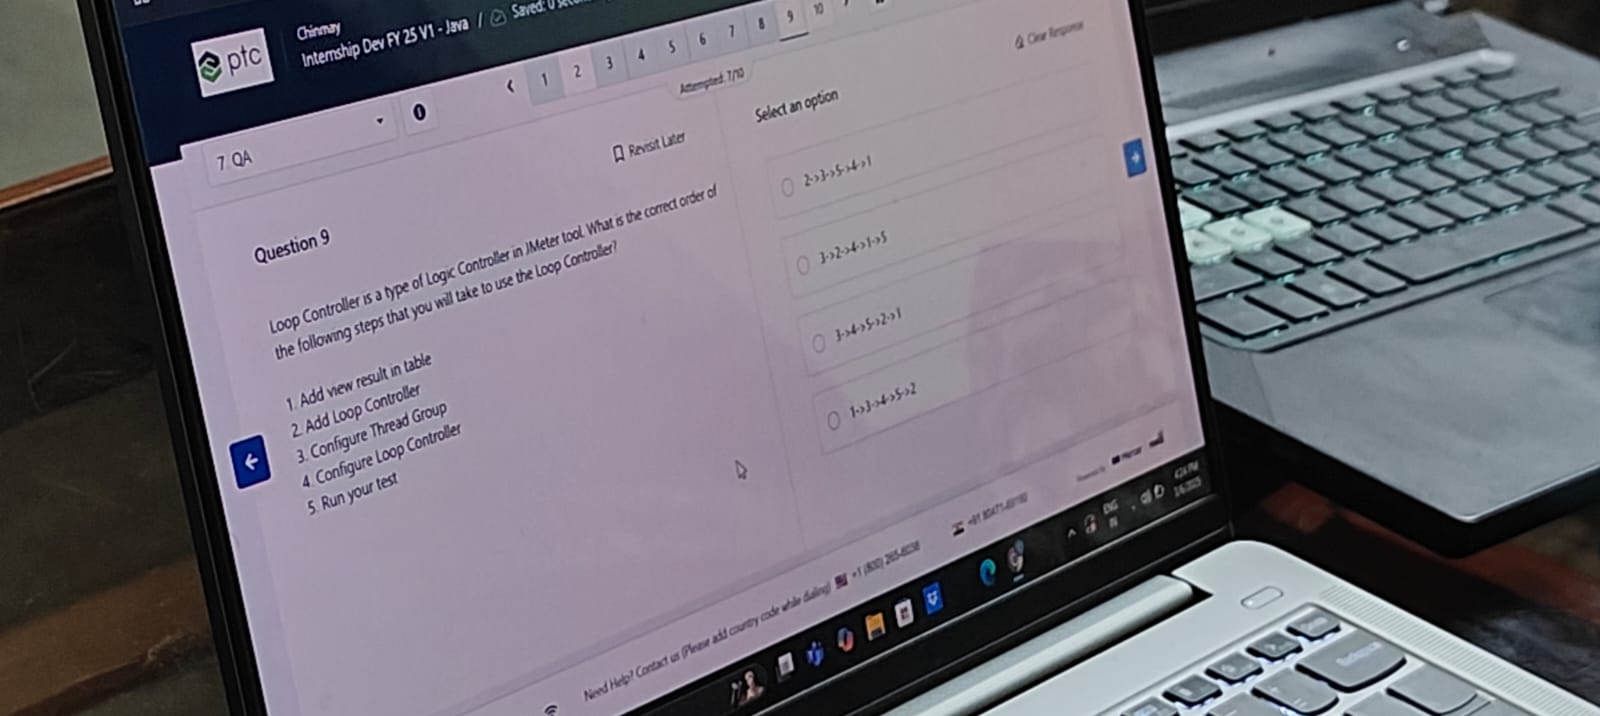 ptc
Chinmay
Internship Dev FY 25 V1 - Java / Saved: 0
1 2 3 4 5 6 7 8 9 10
Attempted: 7/10
Clear Response
7. QA
Revisit Later
Select an option
Question 9
Loop Controller is a type of Logic Controller in JMeter tool. What is the correct order of
the following steps that you will take to use the Loop Controller?
1. Add view result in table
2. Add Loop Controller
3. Configure Thread Group
4. Configure Loop Controller
5. Run your test
2->3->5->4->1
3->2->4->1->5
3->4->5->2->1
1->3->4->5->2
Need Help? Contact us (Please add country code while dialing)
ENG
IN